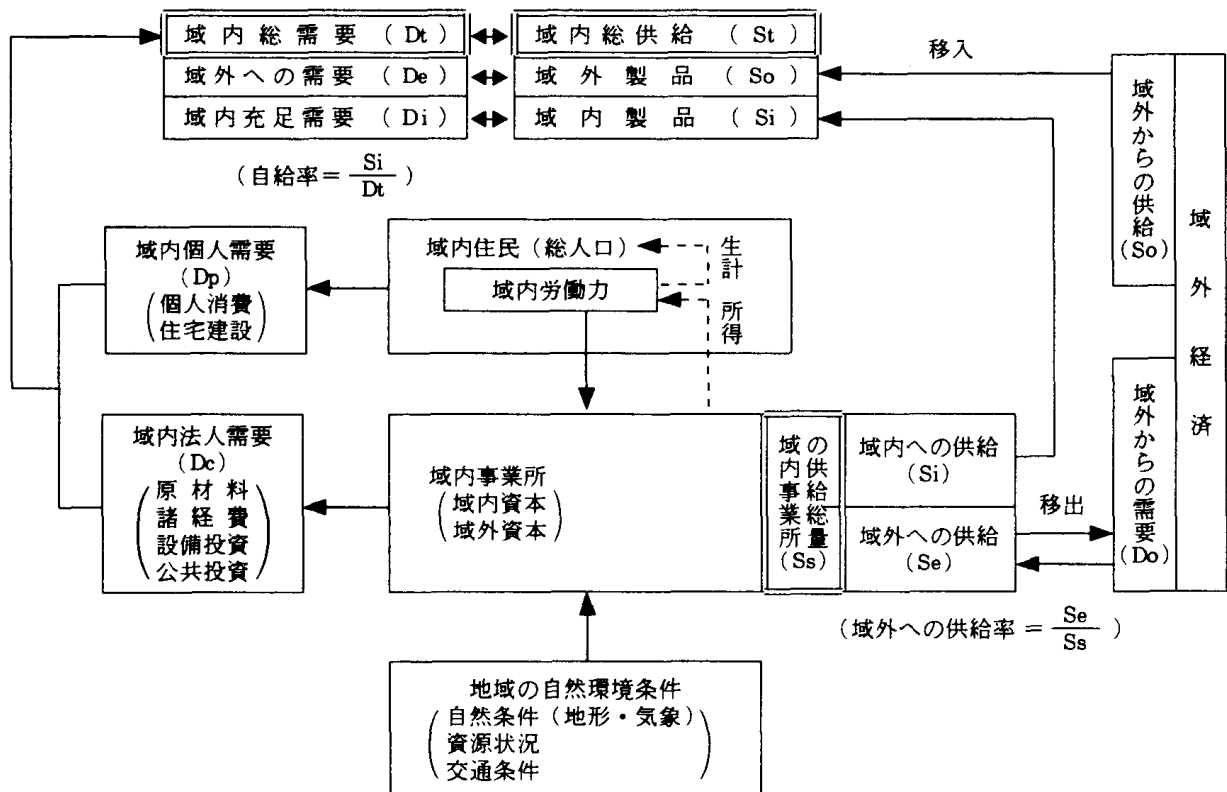 域内総需要(Dt)
域内総供給(St)
域外への需要(De)
域外製品(So)
域内充足需要(Di)
域内製品(Si)
(自給率=Si/Dt)
移入
域外からの供給(So)
域外経済
域内個人需要
(Dp)
(個人消費
住宅建設)
域内住民(総人口)
域内労働力
生計
所得
域内法人需要
(Dc)
(原材料
諸経費
設備投資
公共投資)
域内事業所
(域内資本
域外資本)
域内事業所
の供給総量
(Ss)
域内への供給
(Si)
域外への供給
(Se)
移出
域外からの需要(Do)
(域外への供給率=Se/Ss)
地域の自然環境条件
(自然条件(地形・気象)
資源状況
交通条件)